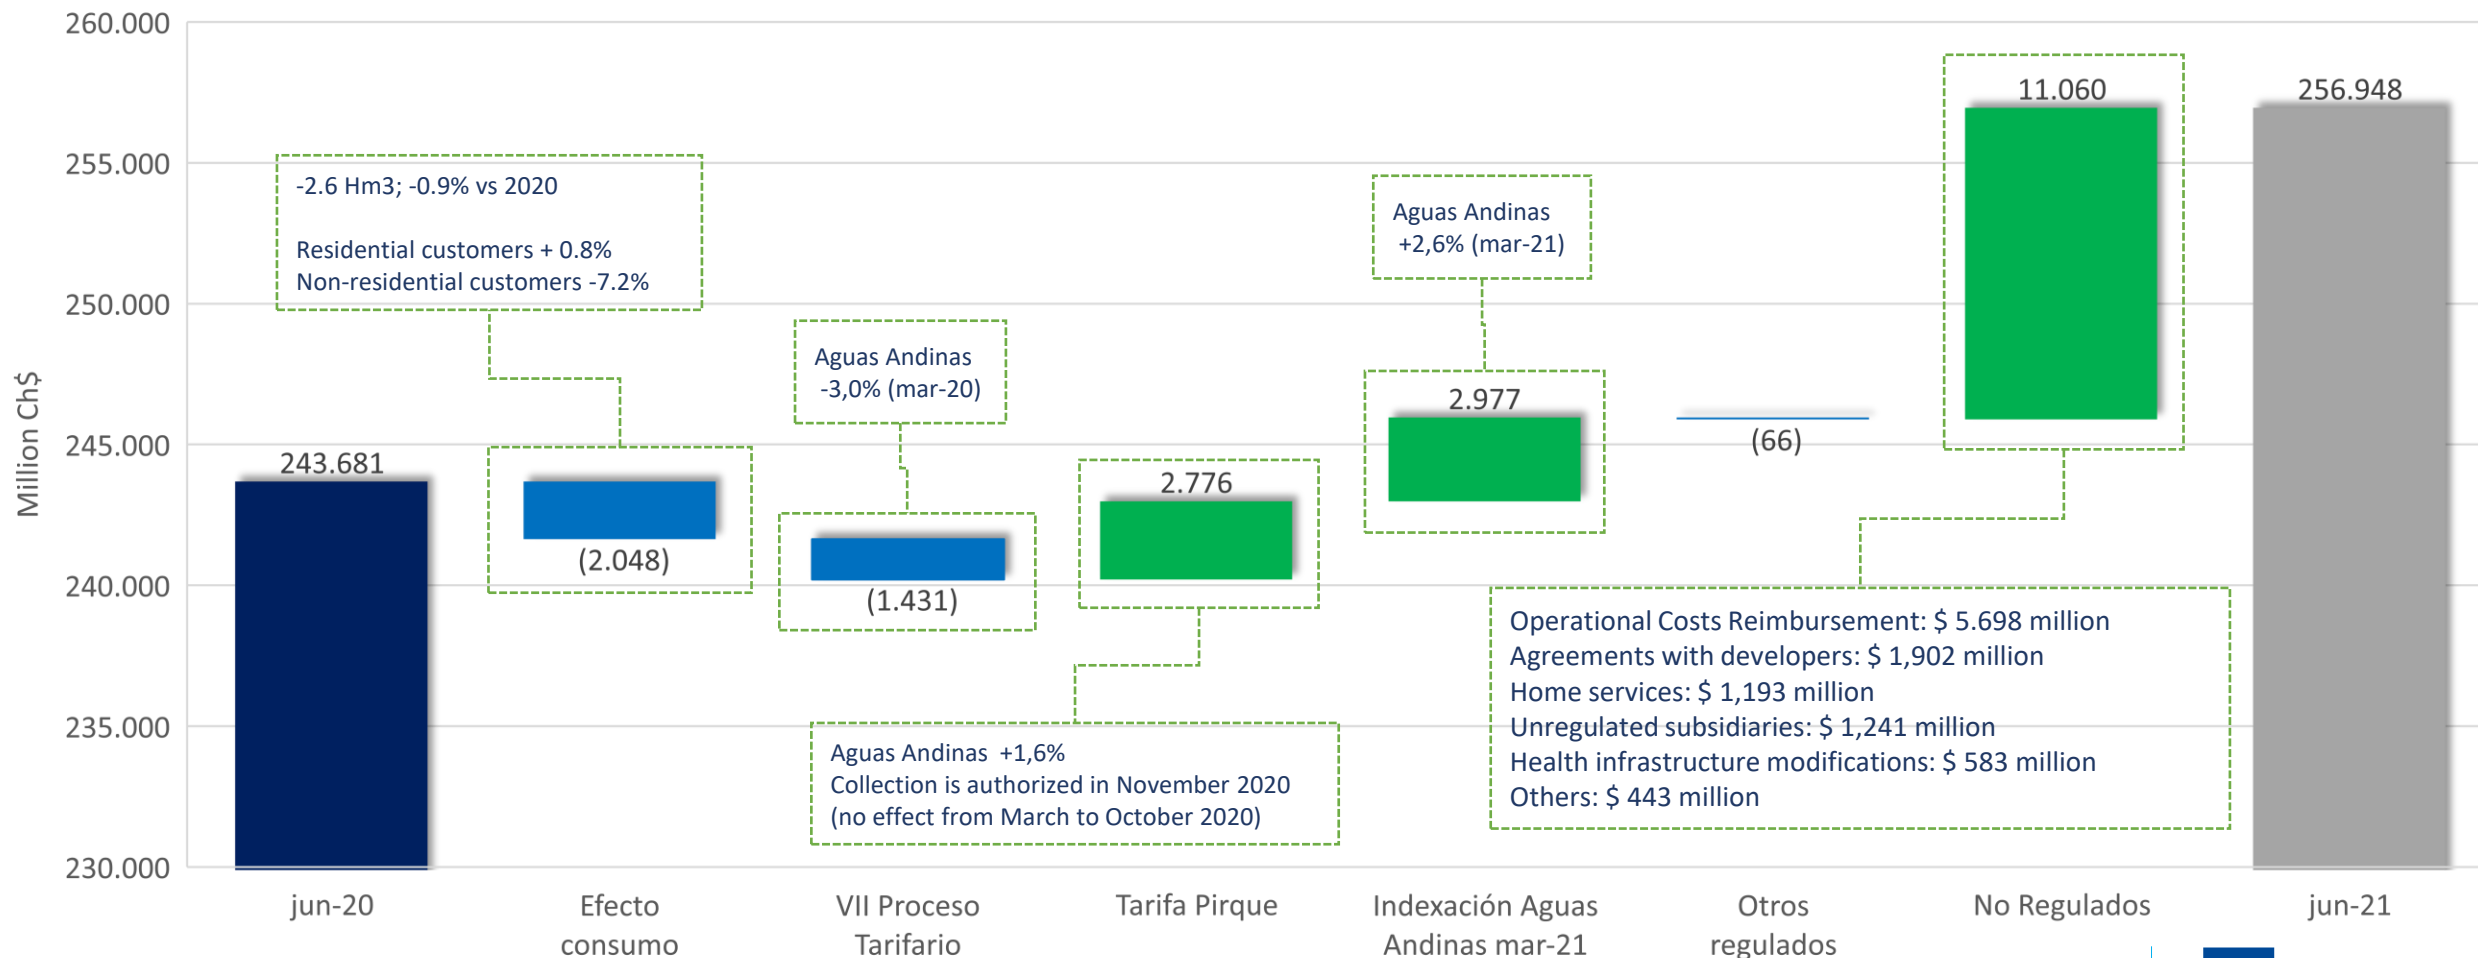 260.000
255.000
250.000
245.000
240.000
235.000
230.000
Million Ch$
243.681
(2.048)
(1.431)
2.776
2.977
(66)
11.060
256.948
-2.6 Hm3; -0.9% vs 2020
Residential customers + 0.8%
Non-residential customers -7.2%
Aguas Andinas
-3,0% (mar-20)
Aguas Andinas +1,6%
Collection is authorized in November 2020
(no effect from March to October 2020)
Aguas Andinas
+2,6% (mar-21)
Operational Costs Reimbursement: $ 5.698 million
Agreements with developers: $ 1,902 million
Home services: $ 1,193 million
Unregulated subsidiaries: $ 1,241 million
Health infrastructure modifications: $ 583 million
Others: $ 443 million
jun-20
Efecto
consumo
VII Proceso
Tarifario
Tarifa Pirque
Indexación Aguas
Andinas mar-21
Otros
regulados
No Regulados
jun-21